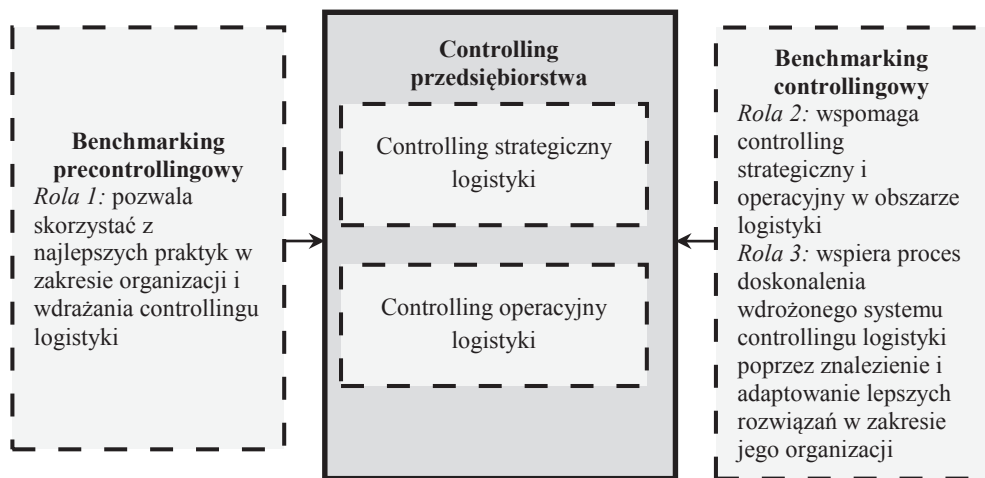 Benchmarking
precontrollingowy
Rola 1: pozwala
skorzystać z
najlepszych praktyk w
zakresie organizacji i
wdrażania controllingu
logistyki
Controlling
przedsiębiorstwa
Controlling strategiczny
logistyki
Controlling operacyjny
logistyki
Benchmarking
controllingowy
Rola 2: wspomaga
controlling
strategiczny i
operacyjny w obszarze
logistyki
Rola 3: wspiera proces
doskonalenia
wdrożonego systemu
controllingu logistyki
poprzez znalezienie i
adaptowanie lepszych
rozwiązań w zakresie
jego organizacji